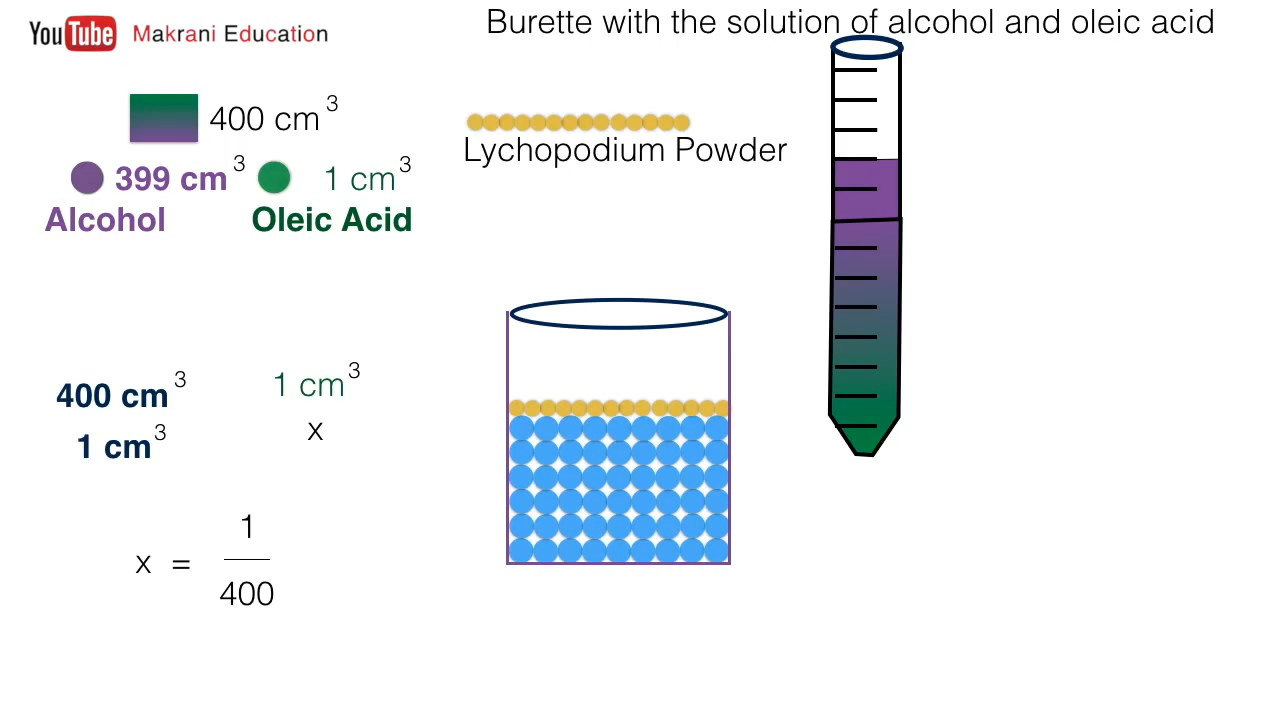 YouTube Makrani Education
Burette with the solution of alcohol and oleic acid
400 cm³
399 cm³ 1 cm³
Alcohol Oleic Acid
Lychopodium Powder
400 cm³ 1 cm³
1 cm³ x
x = 1
400